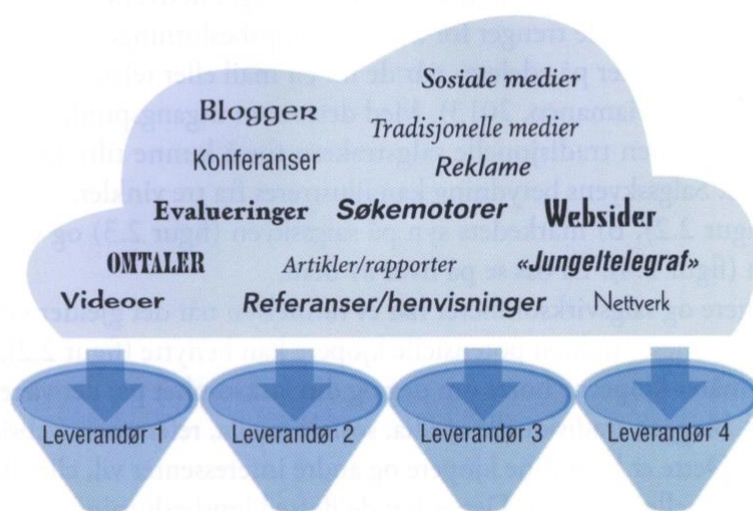 Sosiale medier
Blogger
Tradisjonelle medier
Konferanser
Reklame
Evalueringer Søkemotorer Websider
OMTALER Artikler/rapporter «Jungeltelegraf»
Videoer Referanser/henvisninger Nettverk
Leverandør 1 Leverandør 2 Leverandør 3 Leverandør 4